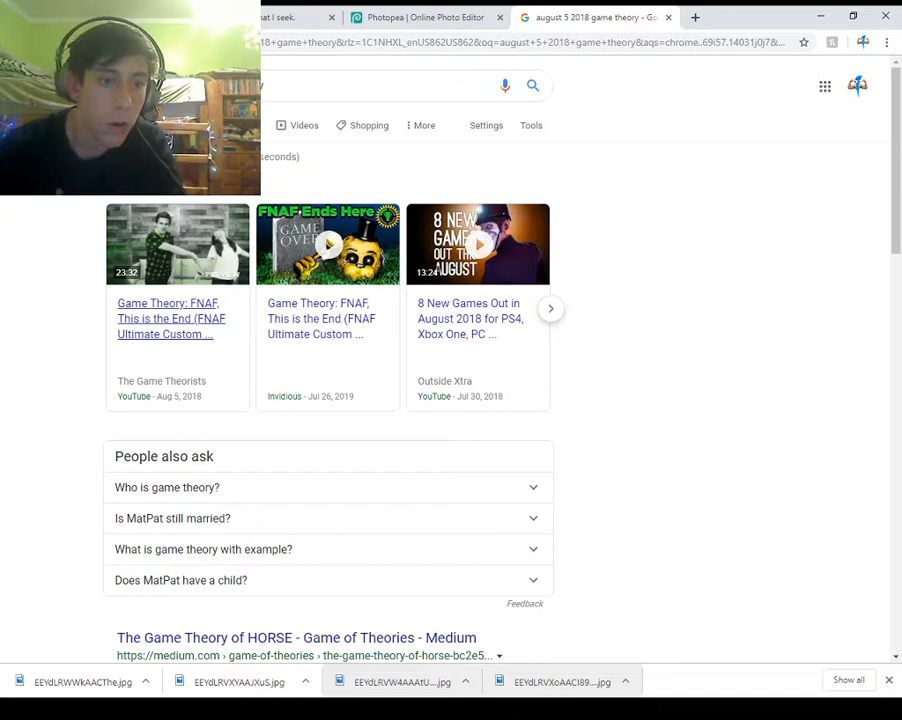 hat I seek.
Photopea | Online Photo Editor
august 5 2018 game theory - Go
18+game+theory&rlz=1C1NHXL_enUS862US862&oq=august+5+2018+game+theory&aqs=chrome..69i57.14031j0j7&...
y
Videos
Shopping
More
Settings
Tools
seconds)
23:32
PREVIEW
FNAF Ends Here
GAME
OVER
8 NEW
GAMES
OUT THIS
AUGUST
13:24
Game Theory: FNAF,
This is the End (FNAF
Ultimate Custom ...
Game Theory: FNAF,
This is the End (FNAF
Ultimate Custom ...
8 New Games Out in
August 2018 for PS4,
Xbox One, PC ...
The Game Theorists
YouTube - Aug 5, 2018
Invidious - Jul 26, 2019
Outside Xtra
YouTube - Jul 30, 2018
People also ask
Who is game theory?
Is MatPat still married?
What is game theory with example?
Does MatPat have a child?
Feedback
The Game Theory of HORSE - Game of Theories - Medium
https://medium.com › game-of-theories › the-game-theory-of-horse-bc2e5...
EEYdLRWWkAACThe.jpg
EEYdLRVXYAAJXuS.jpg
EEYdLRVW4AAAtU....jpg
EEYdLRVXoAACI89....jpg
Show all